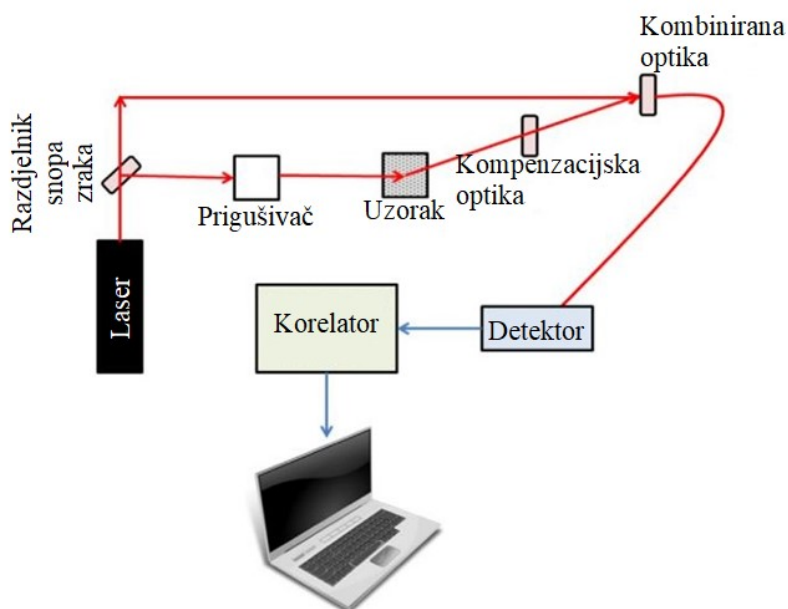 Kombinirana
optika
Razdjelnik
snopa
zraka
Kompenzacijska
optika
Prigušivač
Uzorak
Laser
Korelator
Detektor